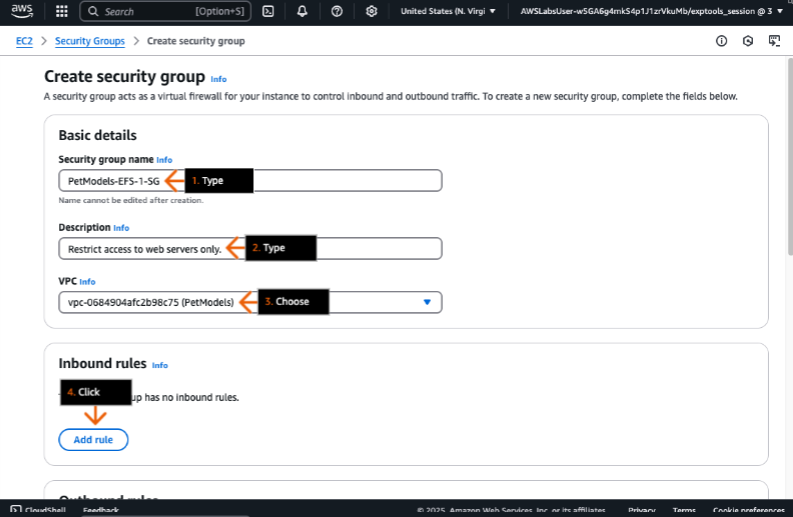 aws
Search [Option+S]
United States (N. Virgi
AWSLabsUser-w5GA6g4mkS4p1J1zrVkuMb/exptools_session @ 3
EC2 > Security Groups > Create security group
Create security group Info
A security group acts as a virtual firewall for your instance to control inbound and outbound traffic. To create a new security group, complete the fields below.
Basic details
Security group name Info
PetModels-EFS-1-SG
1. Type
Name cannot be edited after creation.
Description Info
Restrict access to web servers only.
2. Type
VPC Info
vpc-0684904afc2b98c75 (PetModels)
3. Choose
Inbound rules Info
4. Click
up has no inbound rules.
Add rule
Outbound rules
CloudShell Feedback © 2025, Amazon Web Services, Inc. or its affiliates. Privacy Terms Cookie preferences